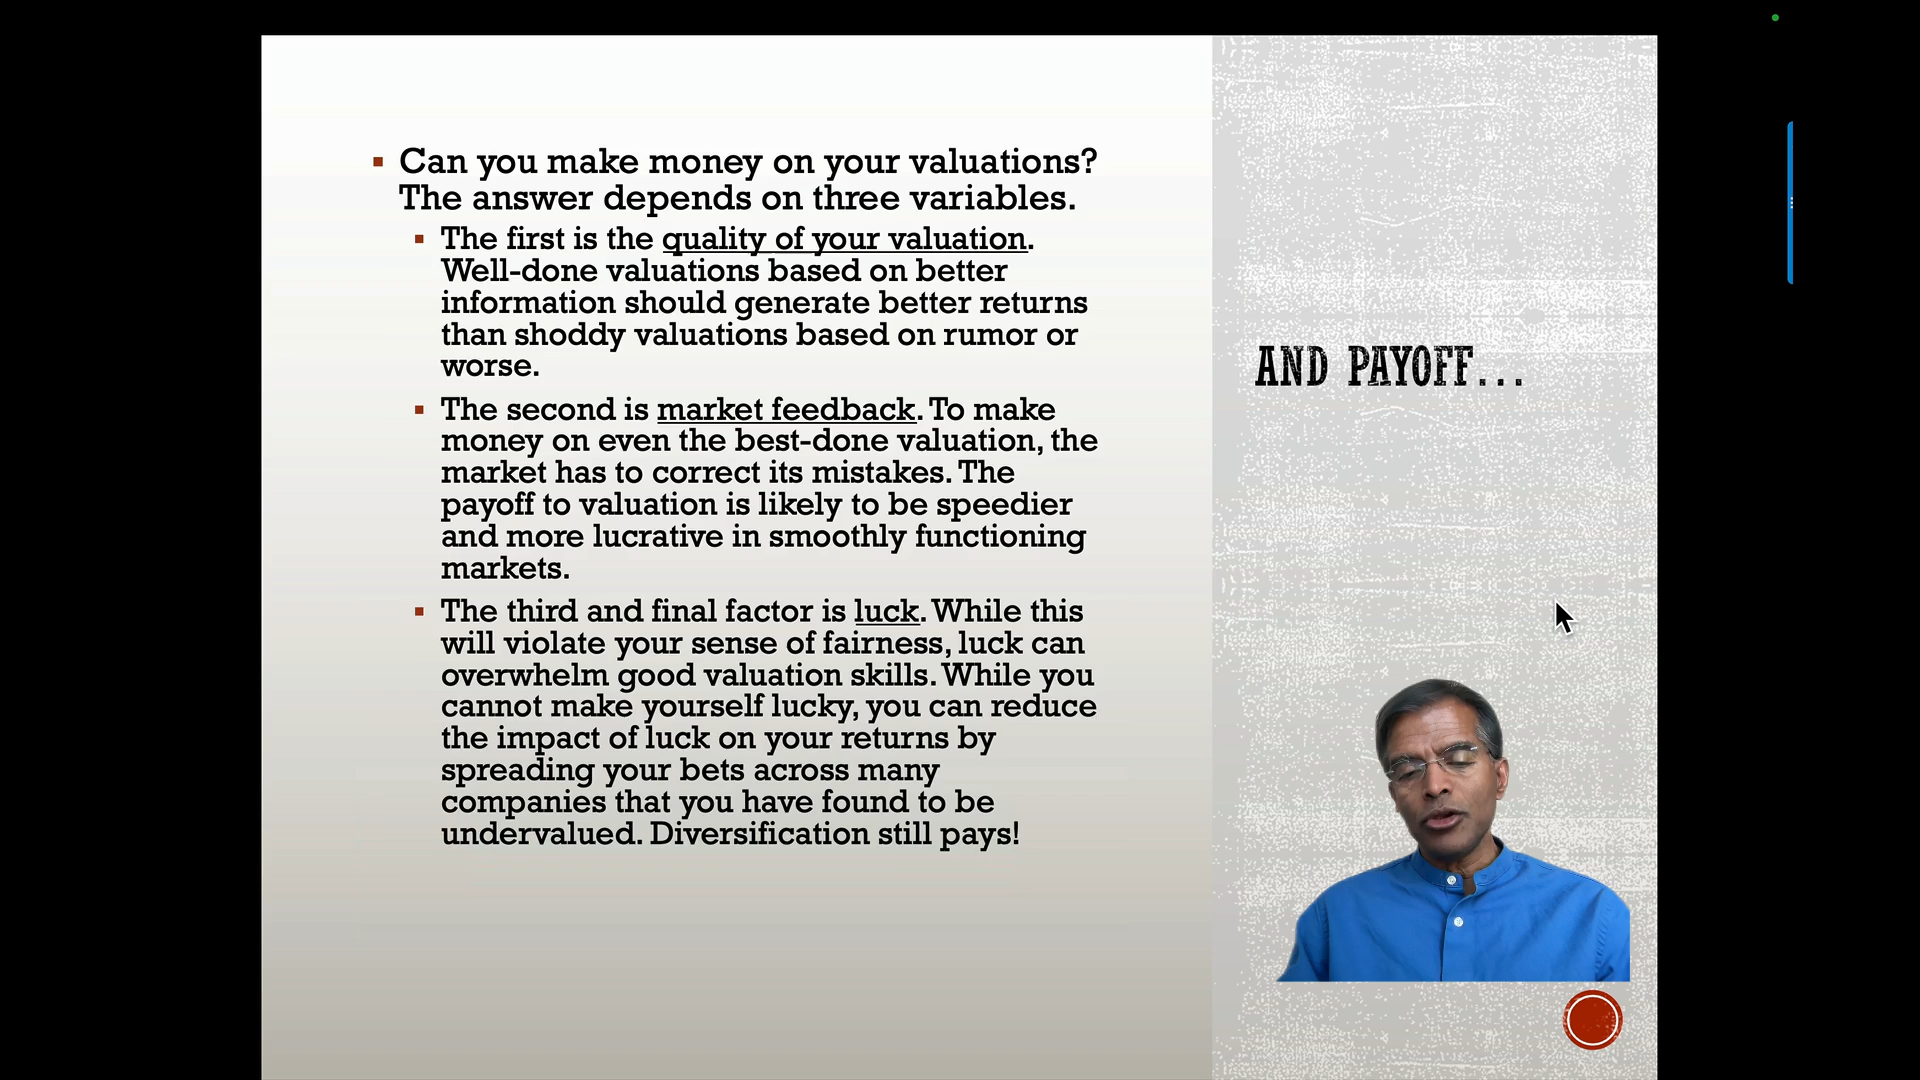 Can you make money on your valuations?
The answer depends on three variables.
The first is the quality of your valuation.
Well-done valuations based on better
information should generate better returns
than shoddy valuations based on rumor or
worse.
The second is market feedback. To make
money on even the best-done valuation, the
market has to correct its mistakes. The
payoff to valuation is likely to be speedier
and more lucrative in smoothly functioning
markets.
The third and final factor is luck. While this
will violate your sense of fairness, luck can
overwhelm good valuation skills. While you
cannot make yourself lucky, you can reduce
the impact of luck on your returns by
spreading your bets across many
companies that you have found to be
undervalued. Diversification still pays!
AND PAYOFF...